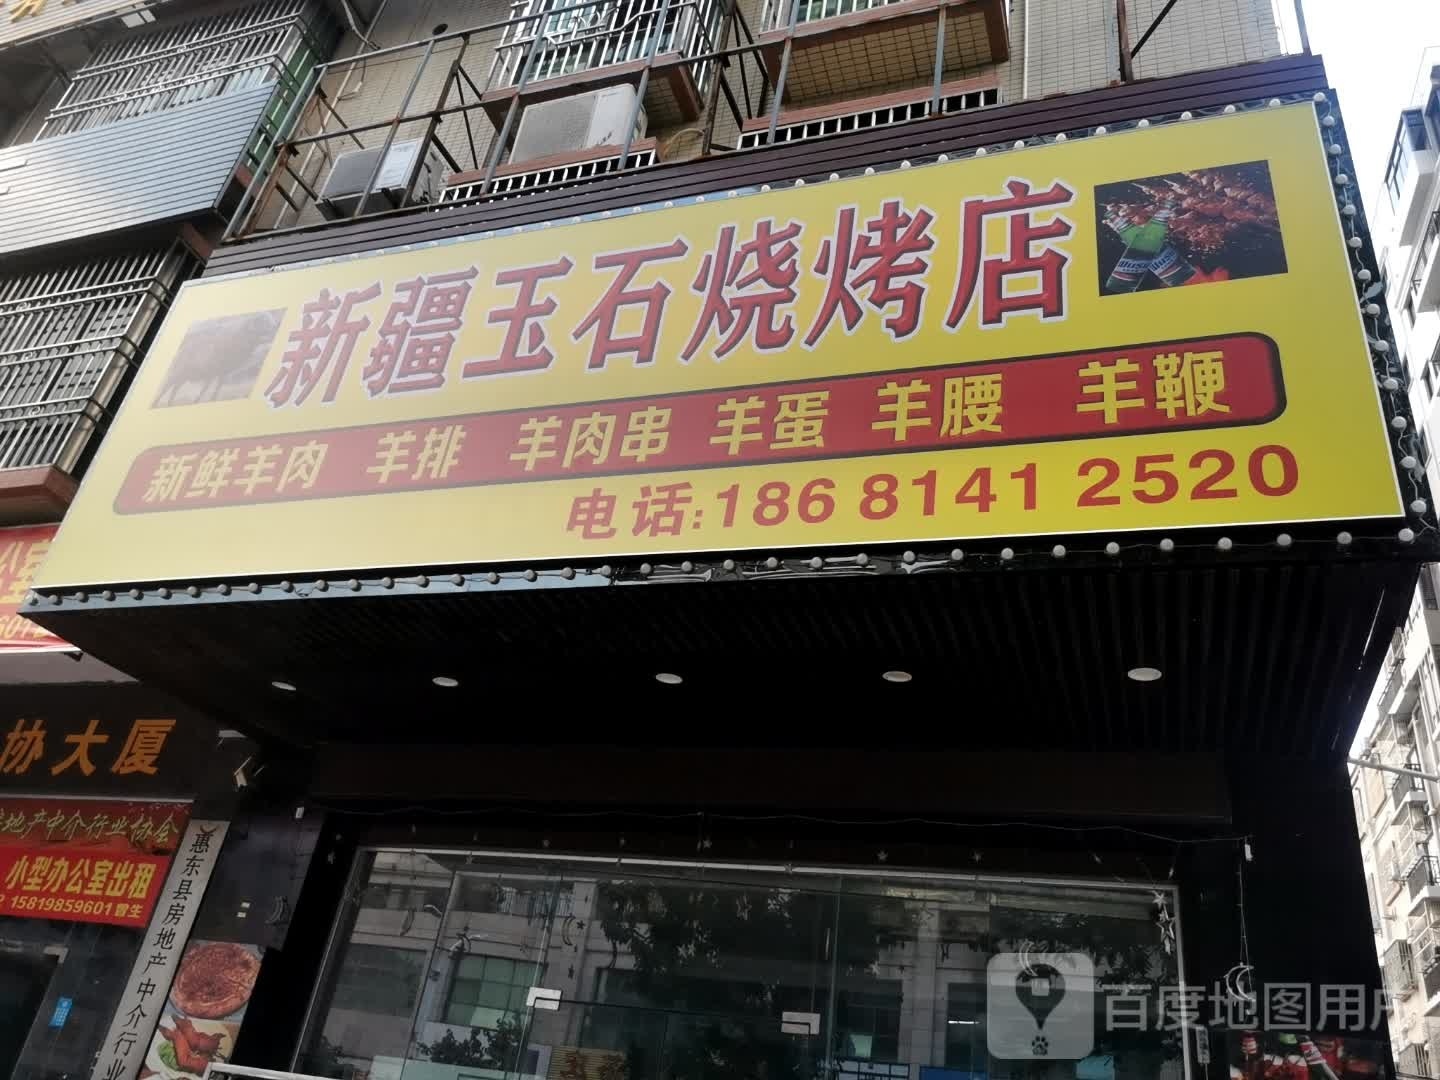 新疆玉石烧烤店
新鲜羊肉 羊排 羊肉串 羊蛋 羊腰 羊鞭
电话:186 8141 2520
公室
协大厦
地产中介行业协会
小型办公室出租
15819859601曾生
惠东县房地产中介行业
百度地图用户